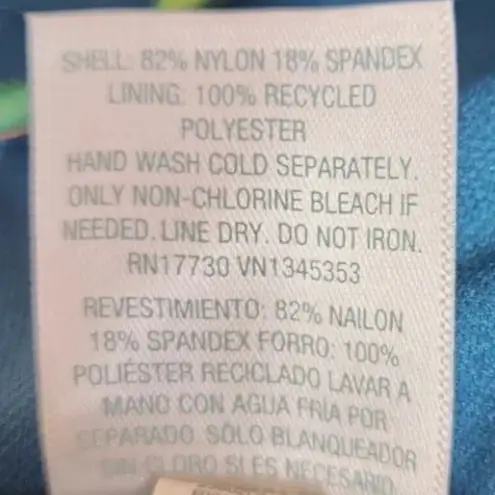 SHELL: 82% NYLON 18% SPANDEX
LINING: 100% RECYCLED
POLYESTER
HAND WASH COLD SEPARATELY.
ONLY NON-CHLORINE BLEACH IF
NEEDED. LINE DRY. DO NOT IRON.
RN17730 VN1345353
REVESTIMIENTO: 82% NAILON
18% SPANDEX FORRO: 100%
POLIÉSTER RECICLADO LAVAR A
MANO CON AGUA FRIA POR
SEPARADO. SOLO BLANQUEADOR
SIN CLORO SI ES NECESARIO